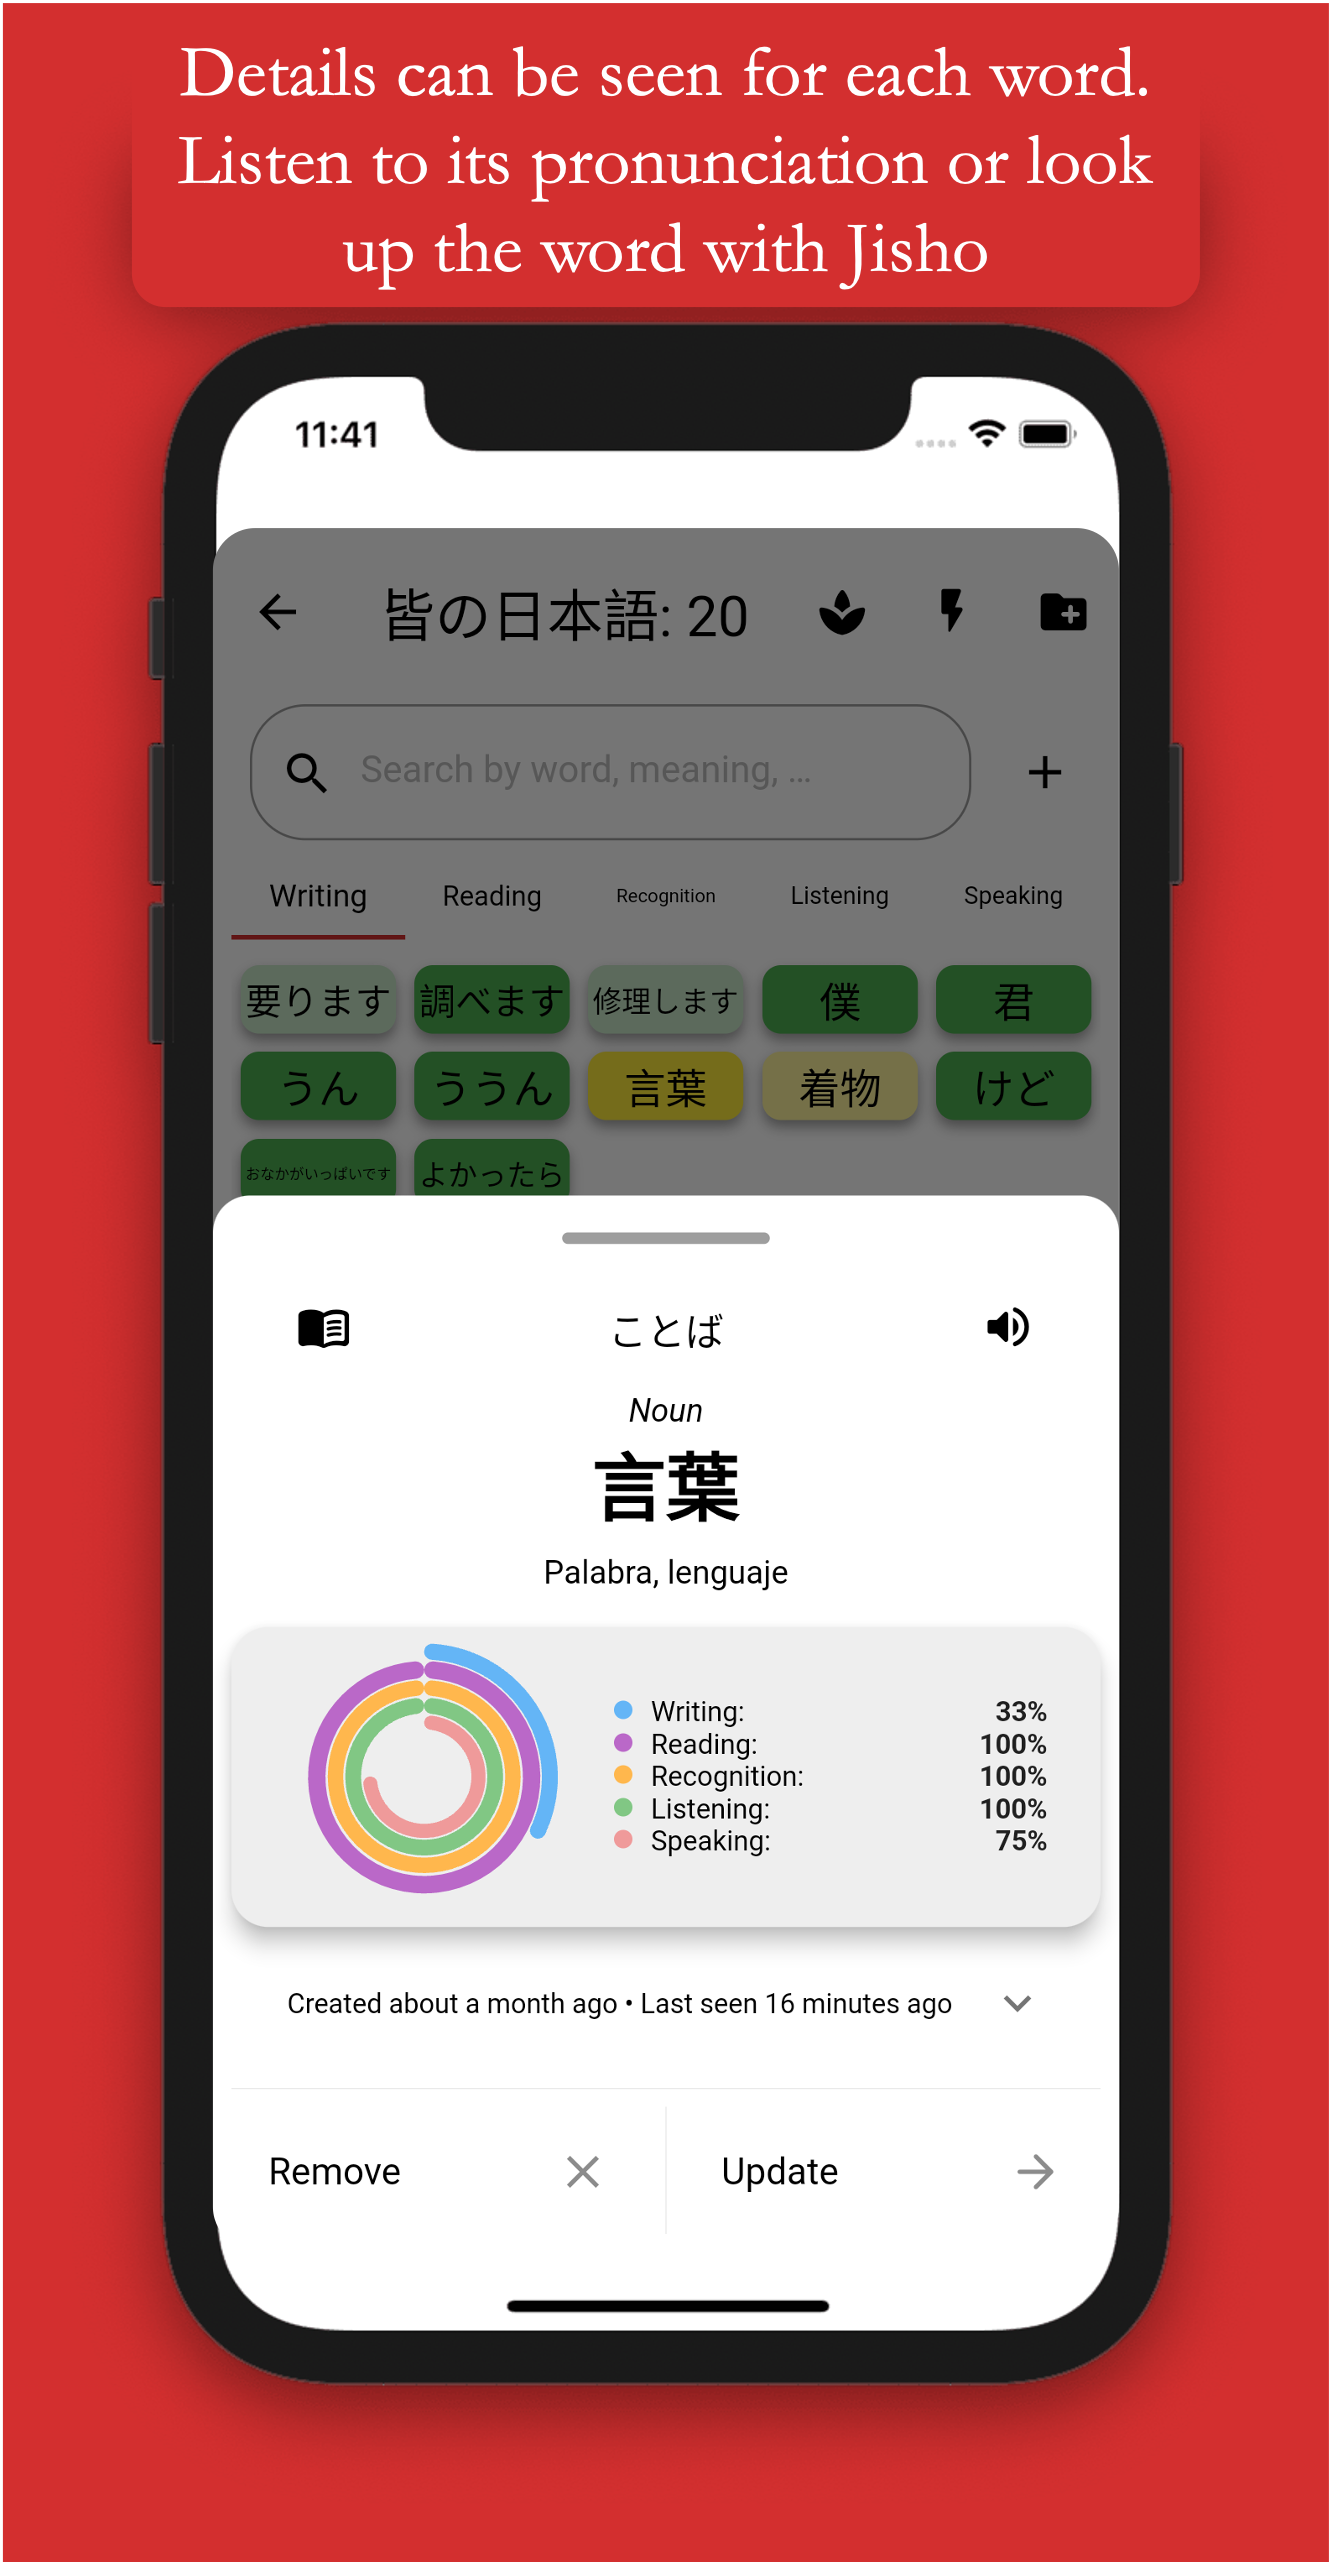 Details can be seen for each word.
Listen to its pronunciation or look
up the word with Jisho
11:41
皆の日本語: 20
Search by word, meaning, ...
Writing Reading Recognition Listening Speaking
要ります 調べます 修理します 僕 君
うん ううん 言葉 着物 けど
おなかがいっぱいです よかったら
ことば
Noun
言葉
Palabra, lenguaje
Writing: 33%
Reading: 100%
Recognition: 100%
Listening: 100%
Speaking: 75%
Created about a month ago • Last seen 16 minutes ago
Remove Update